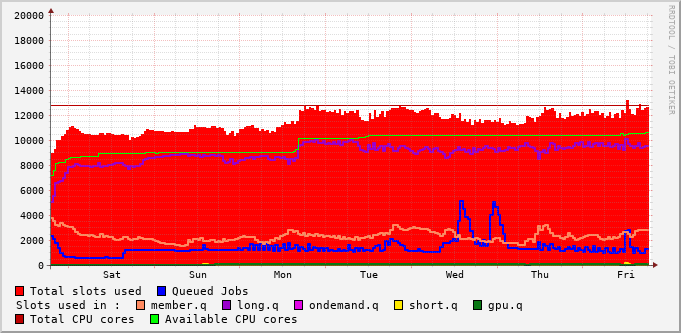 20000
18000
16000
14000
12000
10000
8000
6000
4000
2000
0
Sat Sun Mon Tue Wed Thu Fri
RRDTOOL / TOBI OETIKER
Total slots used Queued Jobs
Slots used in : member.q long.q ondemand.q short.q gpu.q
Total CPU cores Available CPU cores